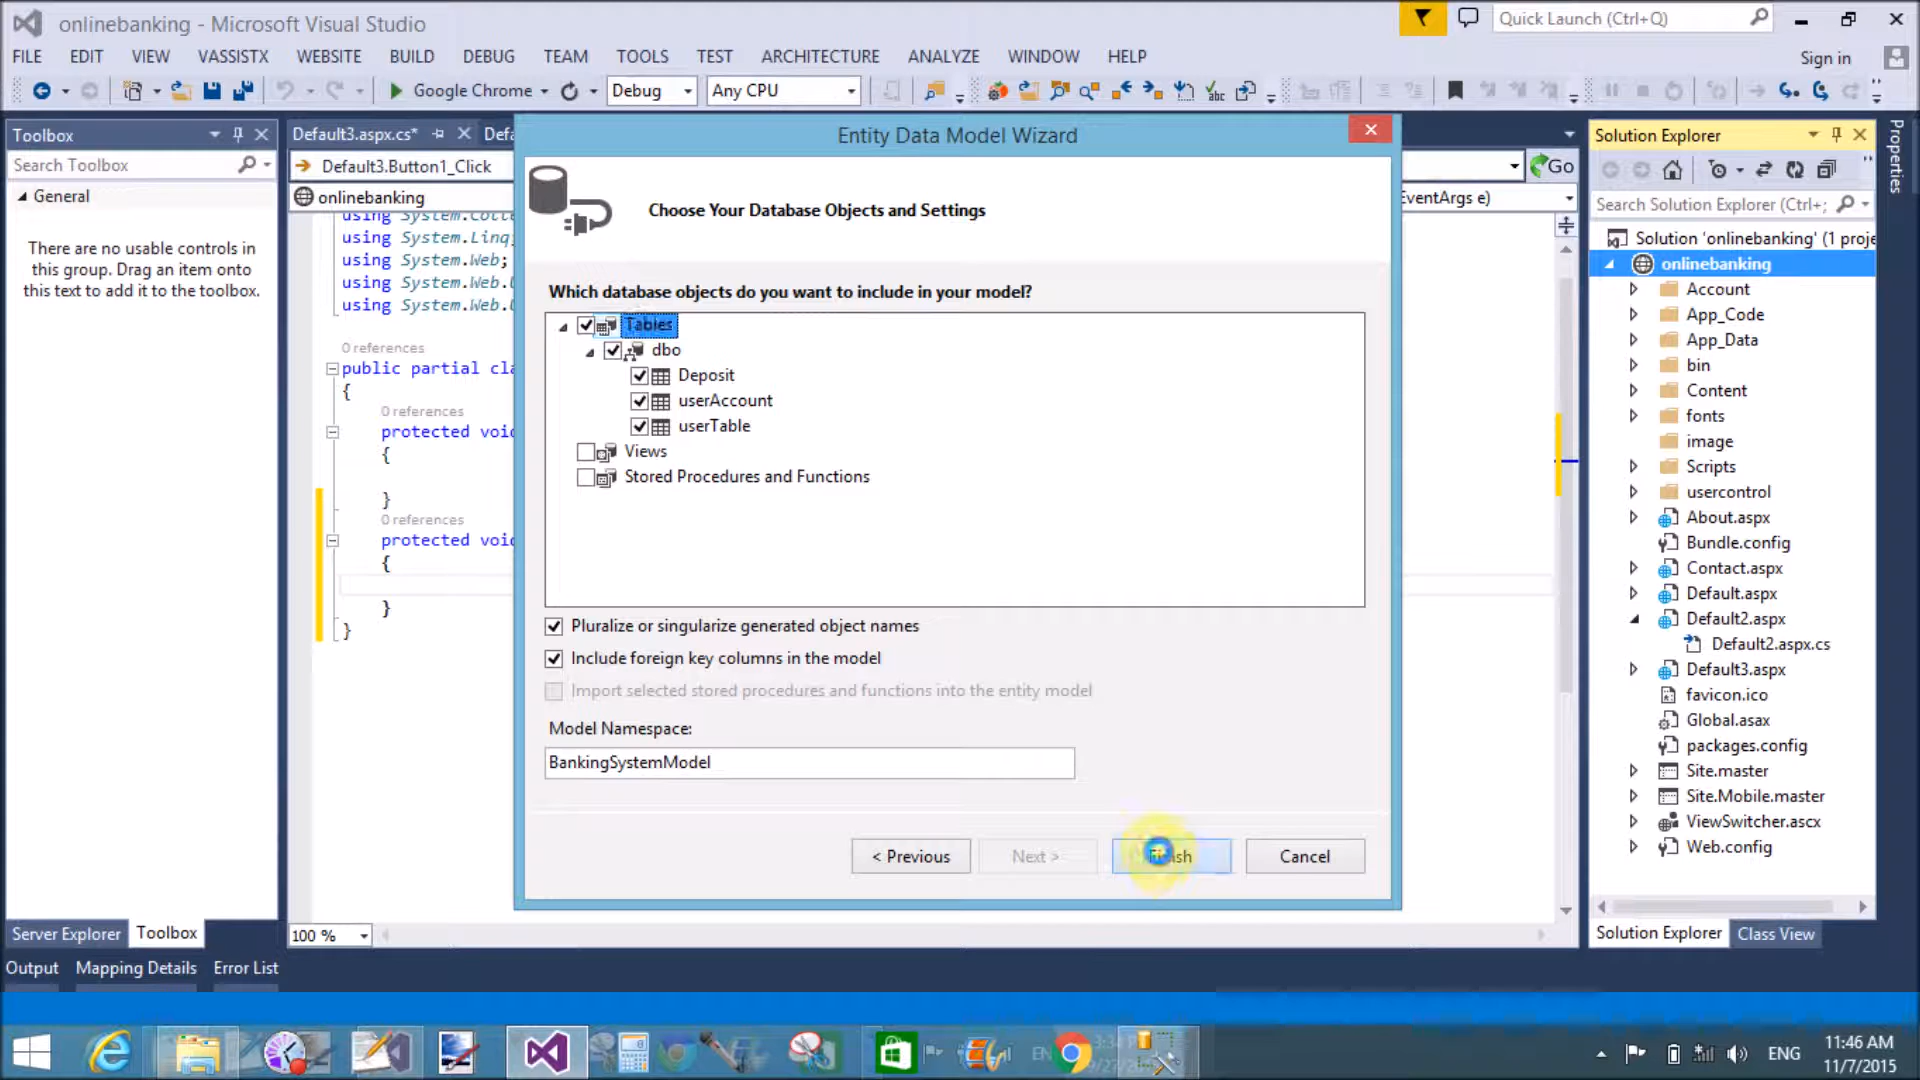 onlinebanking - Microsoft Visual Studio
Quick Launch (Ctrl+Q)
FILE EDIT VIEW VASSISTX WEBSITE BUILD DEBUG TEAM TOOLS TEST ARCHITECTURE ANALYZE WINDOW HELP
Sign in
Google Chrome Debug Any CPU
Toolbox
Search Toolbox
General
There are no usable controls in
this group. Drag an item onto
this text to add it to the toolbox.
Server Explorer Toolbox
Default3.aspx.cs*
Default3.Button1_Click
Go
onlinebanking
EventArgs e)
using System.Linq
using System.Web;
using System.Web.
using System.Web.
0 references
public partial
{
0 references
protected
{
}
0 references
protected
{
}
}
100 %
Entity Data Model Wizard
Choose Your Database Objects and Settings
Which database objects do you want to include in your model?
Tables
dbo
Deposit
userAccount
userTable
Views
Stored Procedures and Functions
Pluralize or singularize generated object names
Include foreign key columns in the model
Import selected stored procedures and functions into the entity model
Model Namespace:
BankingSystemModel
< Previous Next > Finish Cancel
Solution Explorer
Properties
Search Solution Explorer (Ctrl+;
Solution 'onlinebanking' (1 proje
onlinebanking
Account
App_Code
App_Data
bin
Content
fonts
image
Scripts
usercontrol
About.aspx
Bundle.config
Contact.aspx
Default.aspx
Default2.aspx
Default2.aspx.cs
Default3.aspx
favicon.ico
Global.asax
packages.config
Site.master
Site.Mobile.master
ViewSwitcher.ascx
Web.config
Solution Explorer Class View
Output Mapping Details Error List
ENG
11:46 AM
11/7/2015